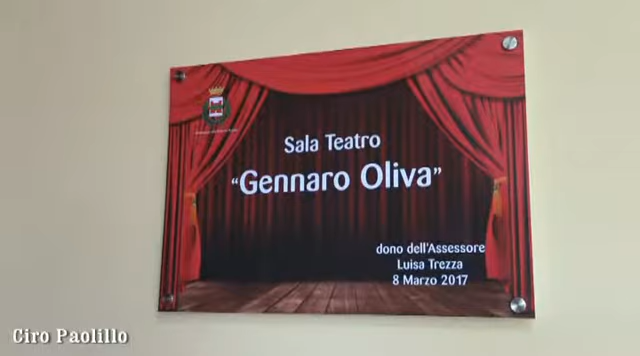 Sala Teatro
“Gennaro Oliva”
dono dell'Assessore
Luisa Trezza
8 Marzo 2017
Ciro Paolillo